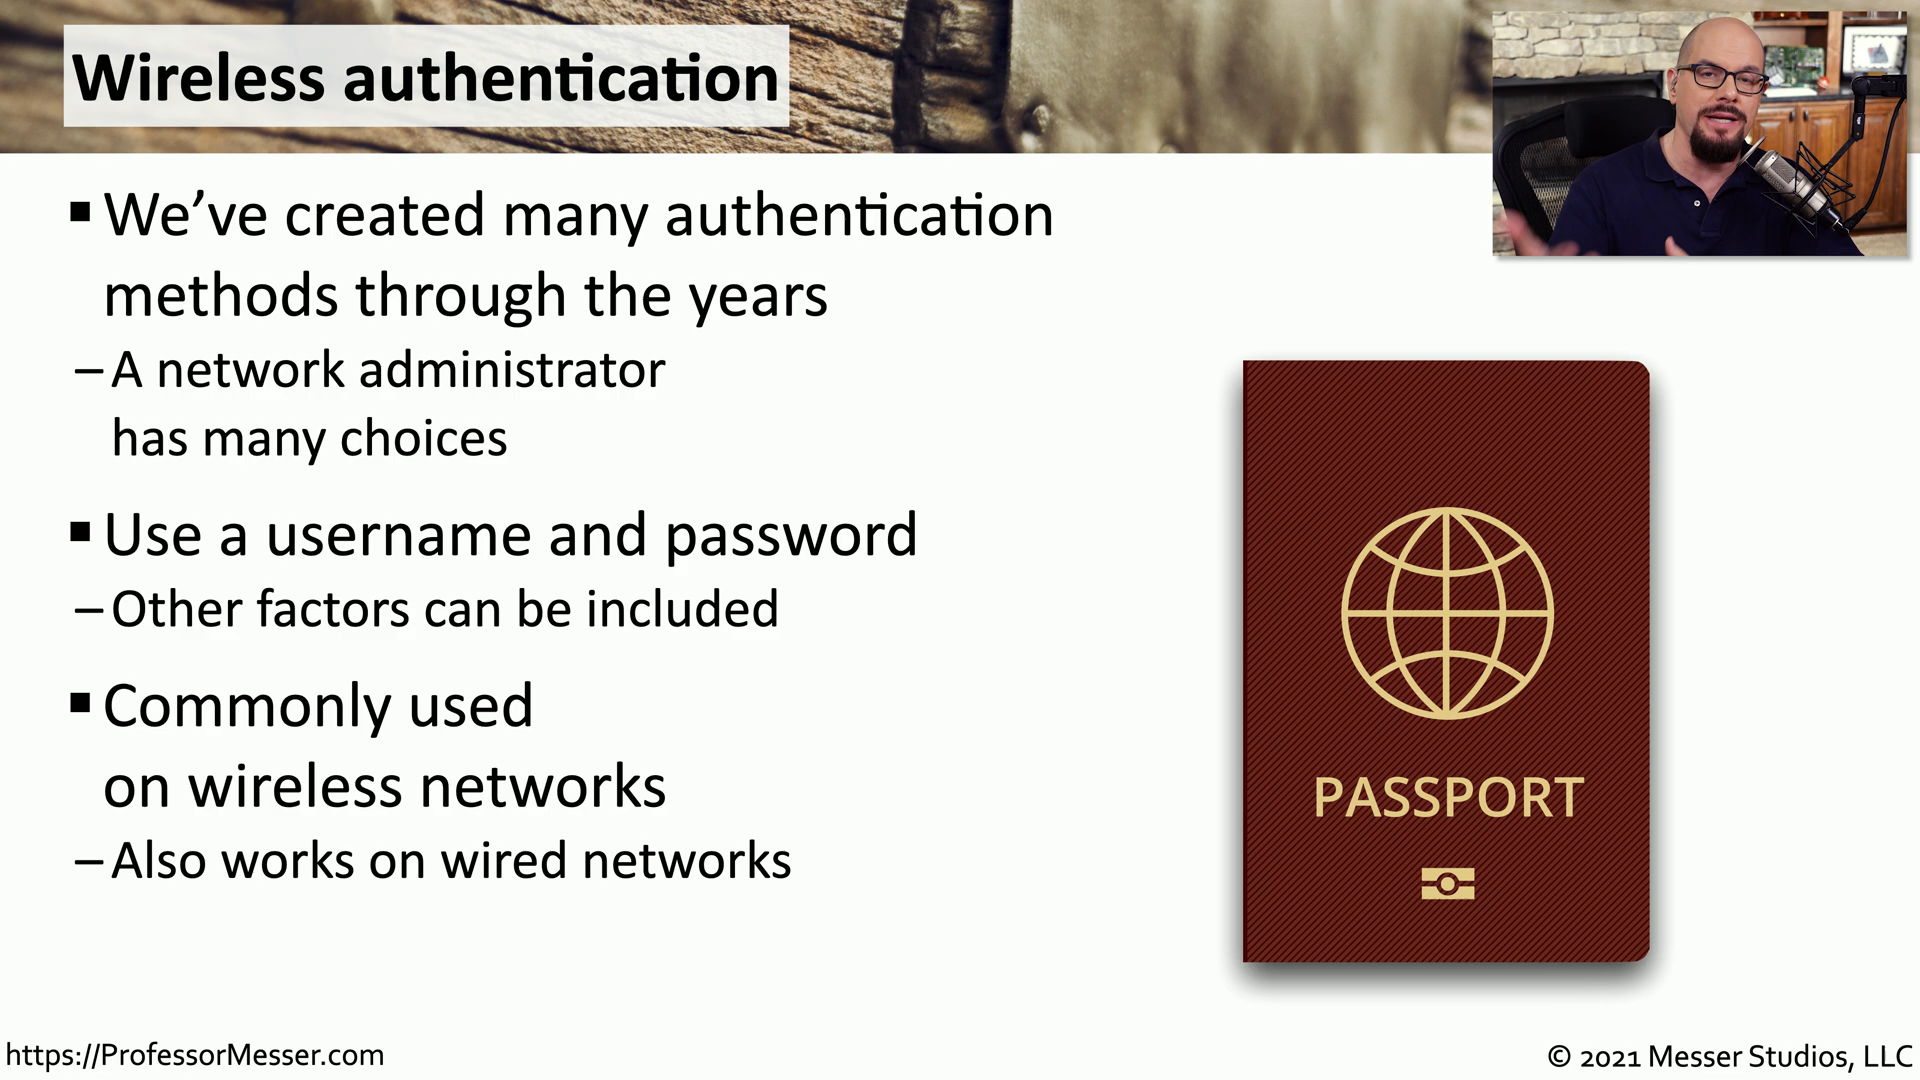 Wireless authentication
▪ We’ve created many authentication
methods through the years
– A network administrator
has many choices
▪ Use a username and password
– Other factors can be included
▪ Commonly used
on wireless networks
– Also works on wired networks
PASSPORT
https://ProfessorMesser.com
© 2021 Messer Studios, LLC